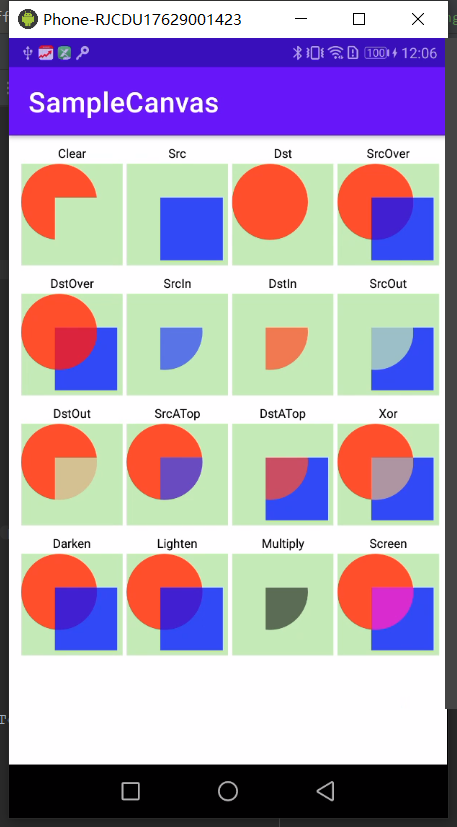 Phone-RJCDU17629001423
100 12:06
SampleCanvas
Clear Src Dst SrcOver
DstOver SrcIn DstIn SrcOut
DstOut SrcATop DstATop Xor
Darken Lighten Multiply Screen